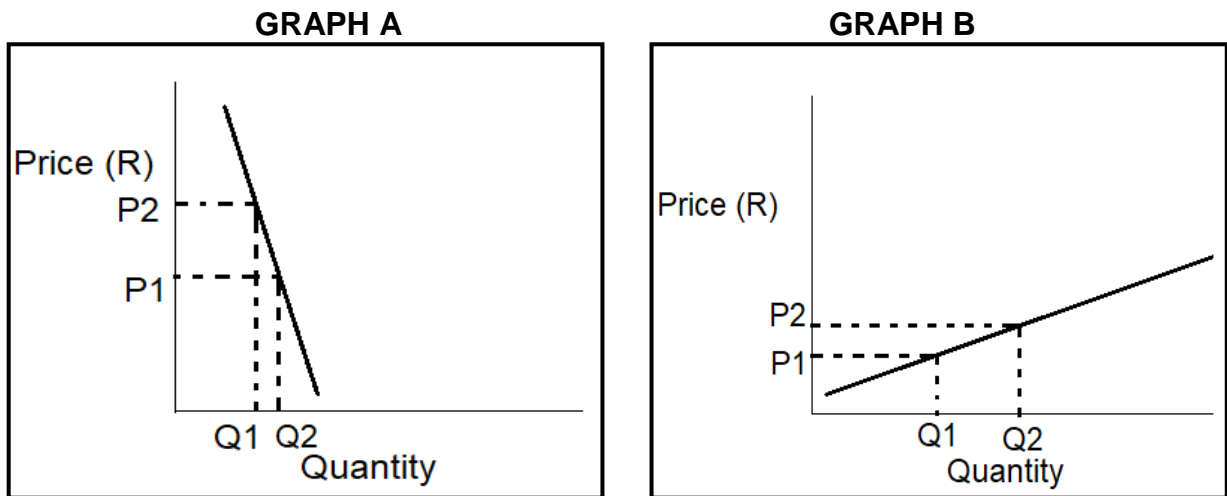 GRAPH A
Price (R)
P2
P1
Q1 Q2
Quantity
GRAPH B
Price (R)
P2
P1
Q1 Q2
Quantity